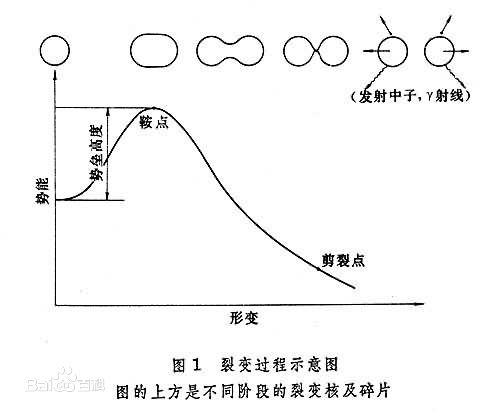 (发射中子,γ射线)
鞍点
势垒高度
势能
剪裂点
形变
图1 裂变过程示意图
图的上方是不同阶段的裂变核及碎片
Bai百科